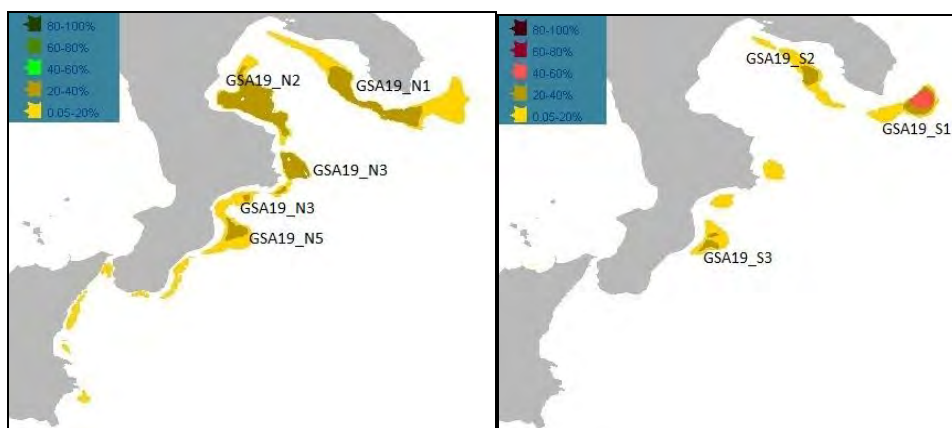 80-100%
60-80%
40-60%
20-40%
0.05-20%
GSA19_N2
GSA19_N1
GSA19_N3
GSA19_N3
GSA19_N5
80-100%
60-80%
40-60%
20-40%
0.05-20%
GSA19_S2
GSA19_S1
GSA19_S3